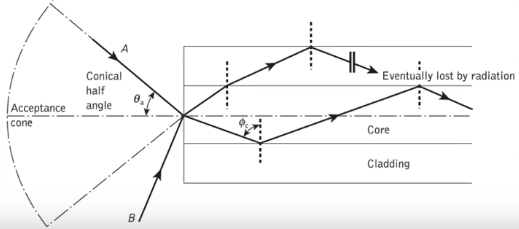 A
Conical
half
angle
θa
Acceptance
cone
Eventually lost by radiation
ϕc
Core
Cladding
B